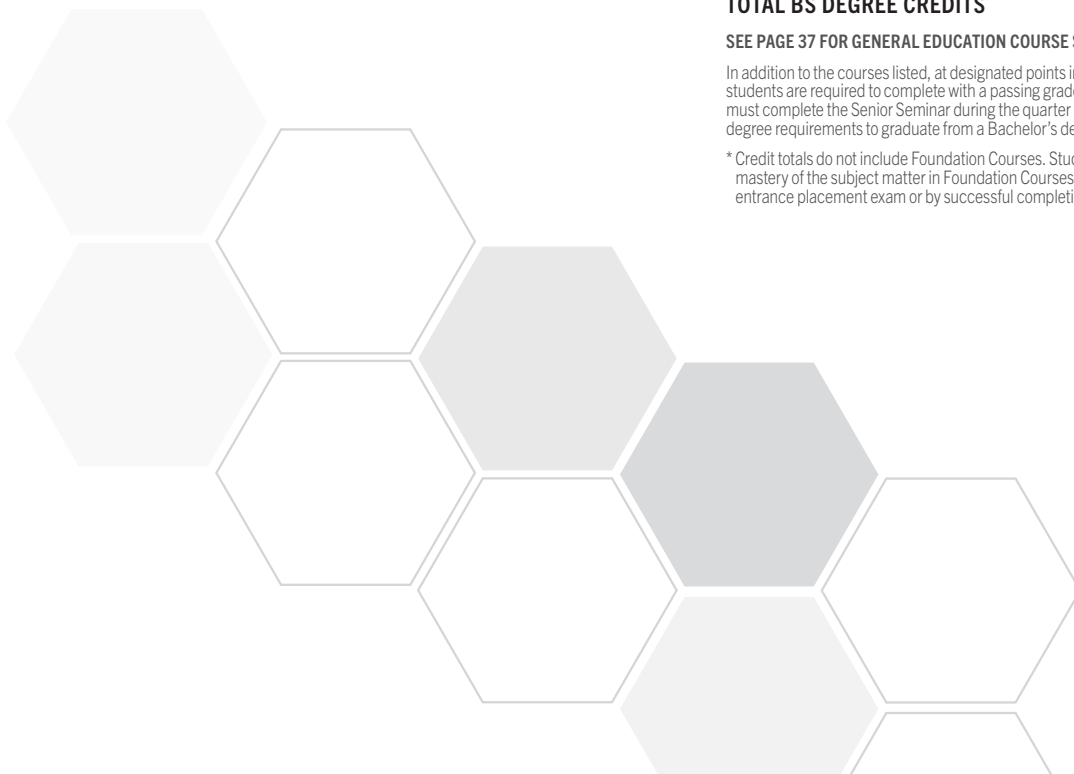 TOTAL BS DEGREE CREDITS
SEE PAGE 37 FOR GENERAL EDUCATION COURSE
In addition to the courses listed, at designated points
students are required to complete with a passing
must complete the Senior Seminar during the quarter
degree requirements to graduate from a Bachelor's
* Credit totals do not include Foundation Courses.
mastery of the subject matter in Foundation Courses
entrance placement exam or by successful